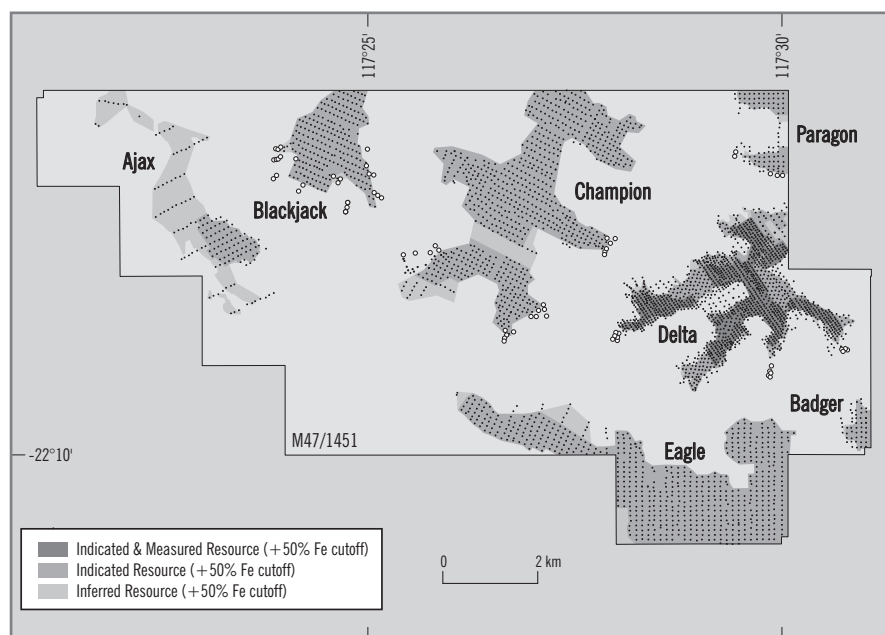 117°25'
117°30'
Paragon
Ajax
Champion
Blackjack
Delta
Badger
M47/1451
Eagle
-22°10'
Indicated & Measured Resource (+50% Fe cutoff)
Indicated Resource (+50% Fe cutoff)
Inferred Resource (+50% Fe cutoff)
0 2 km